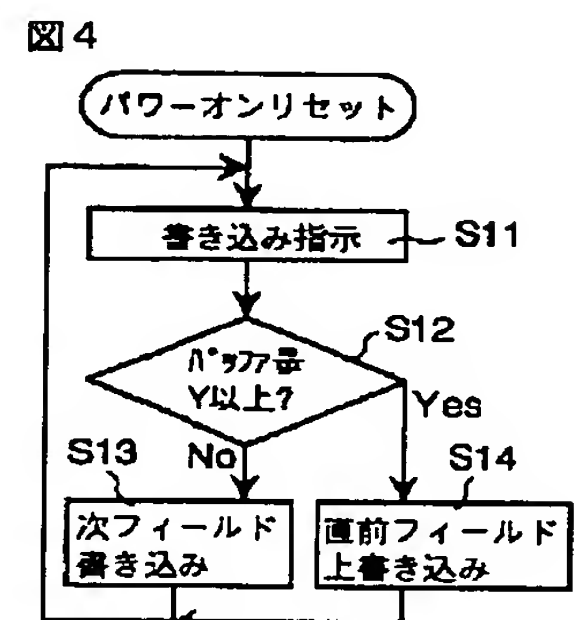 図4
パワーオンリセット
書き込み指示
S11
S12
バッファ量
Y以上?
Yes
No
S13
S14
次フィールド
書き込み
直前フィールド
上書き込み